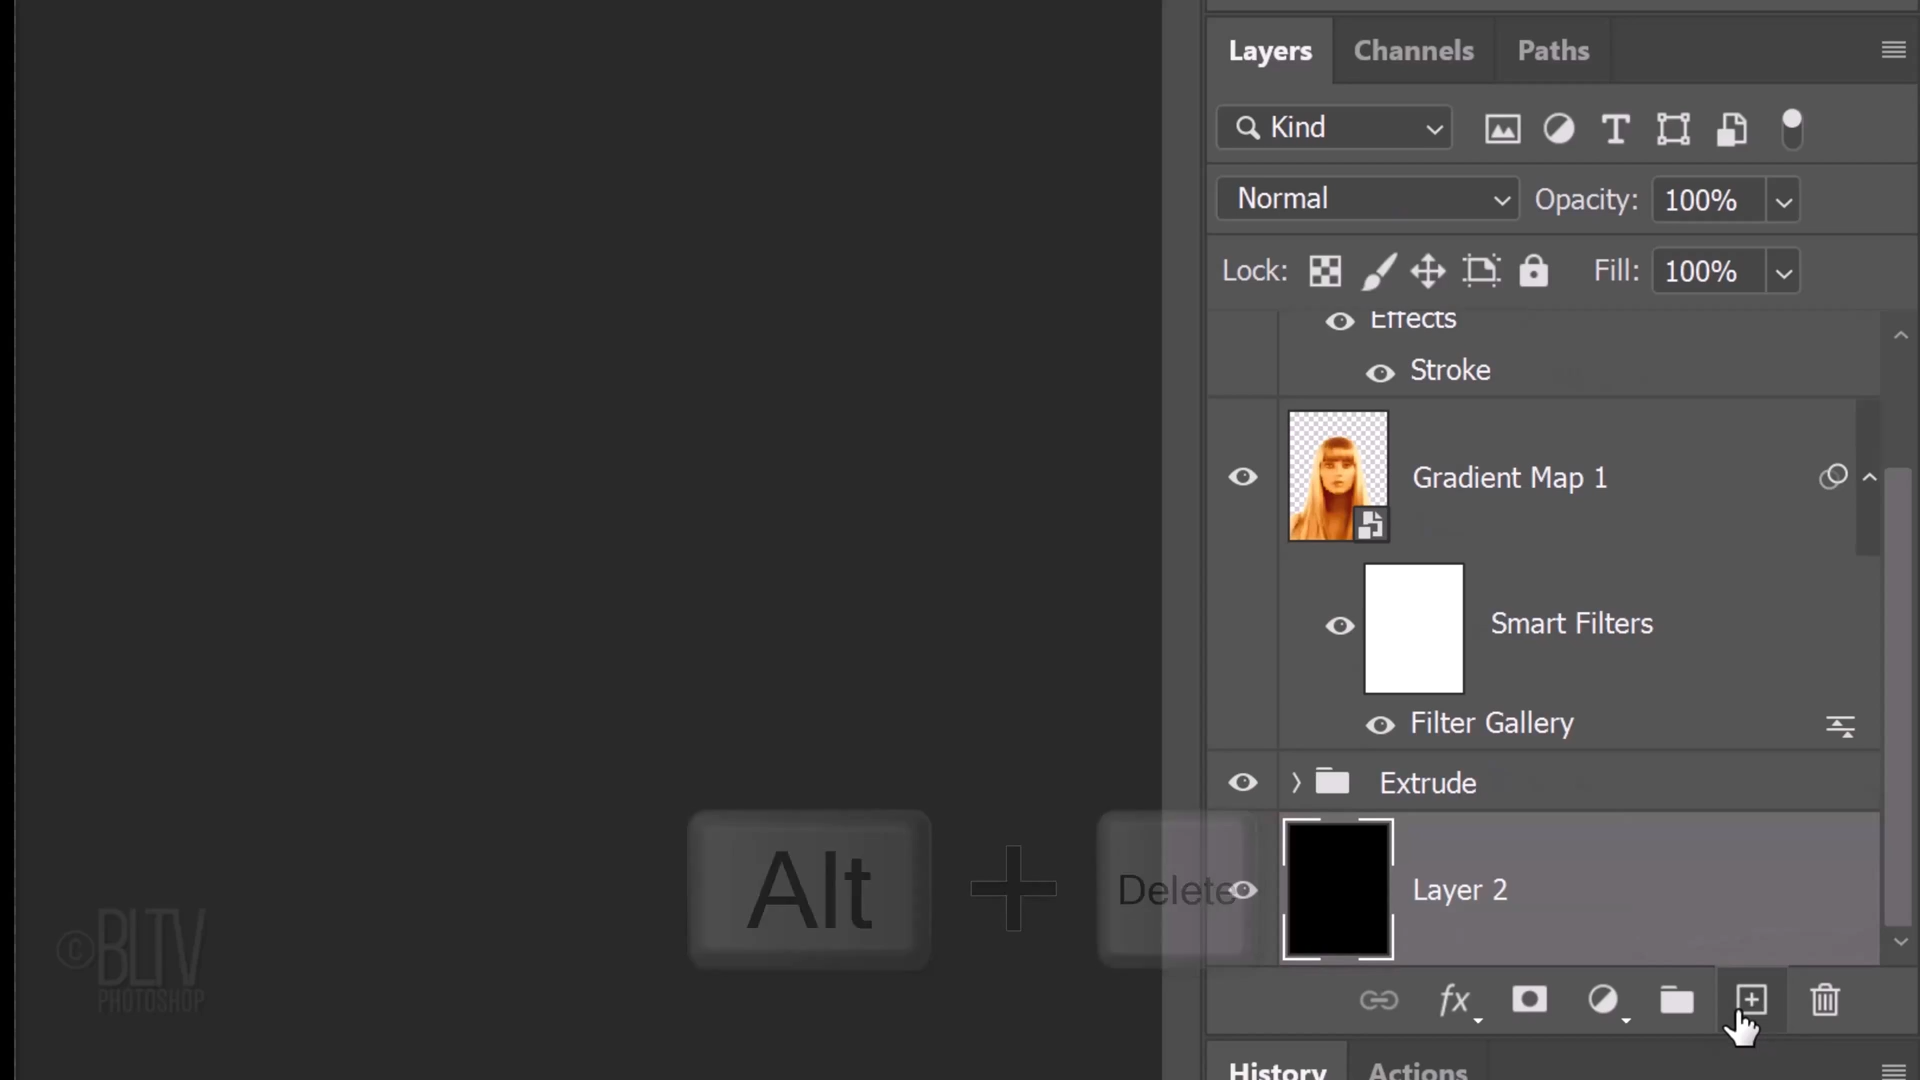 Layers Channels Paths
Kind
Normal Opacity: 100%
Lock: Fill: 100%
Effects
Stroke
Gradient Map 1
Smart Filters
Filter Gallery
Extrude
Alt + Delete
Layer 2
© BLTV
PHOTOSHOP
fx
History Actions